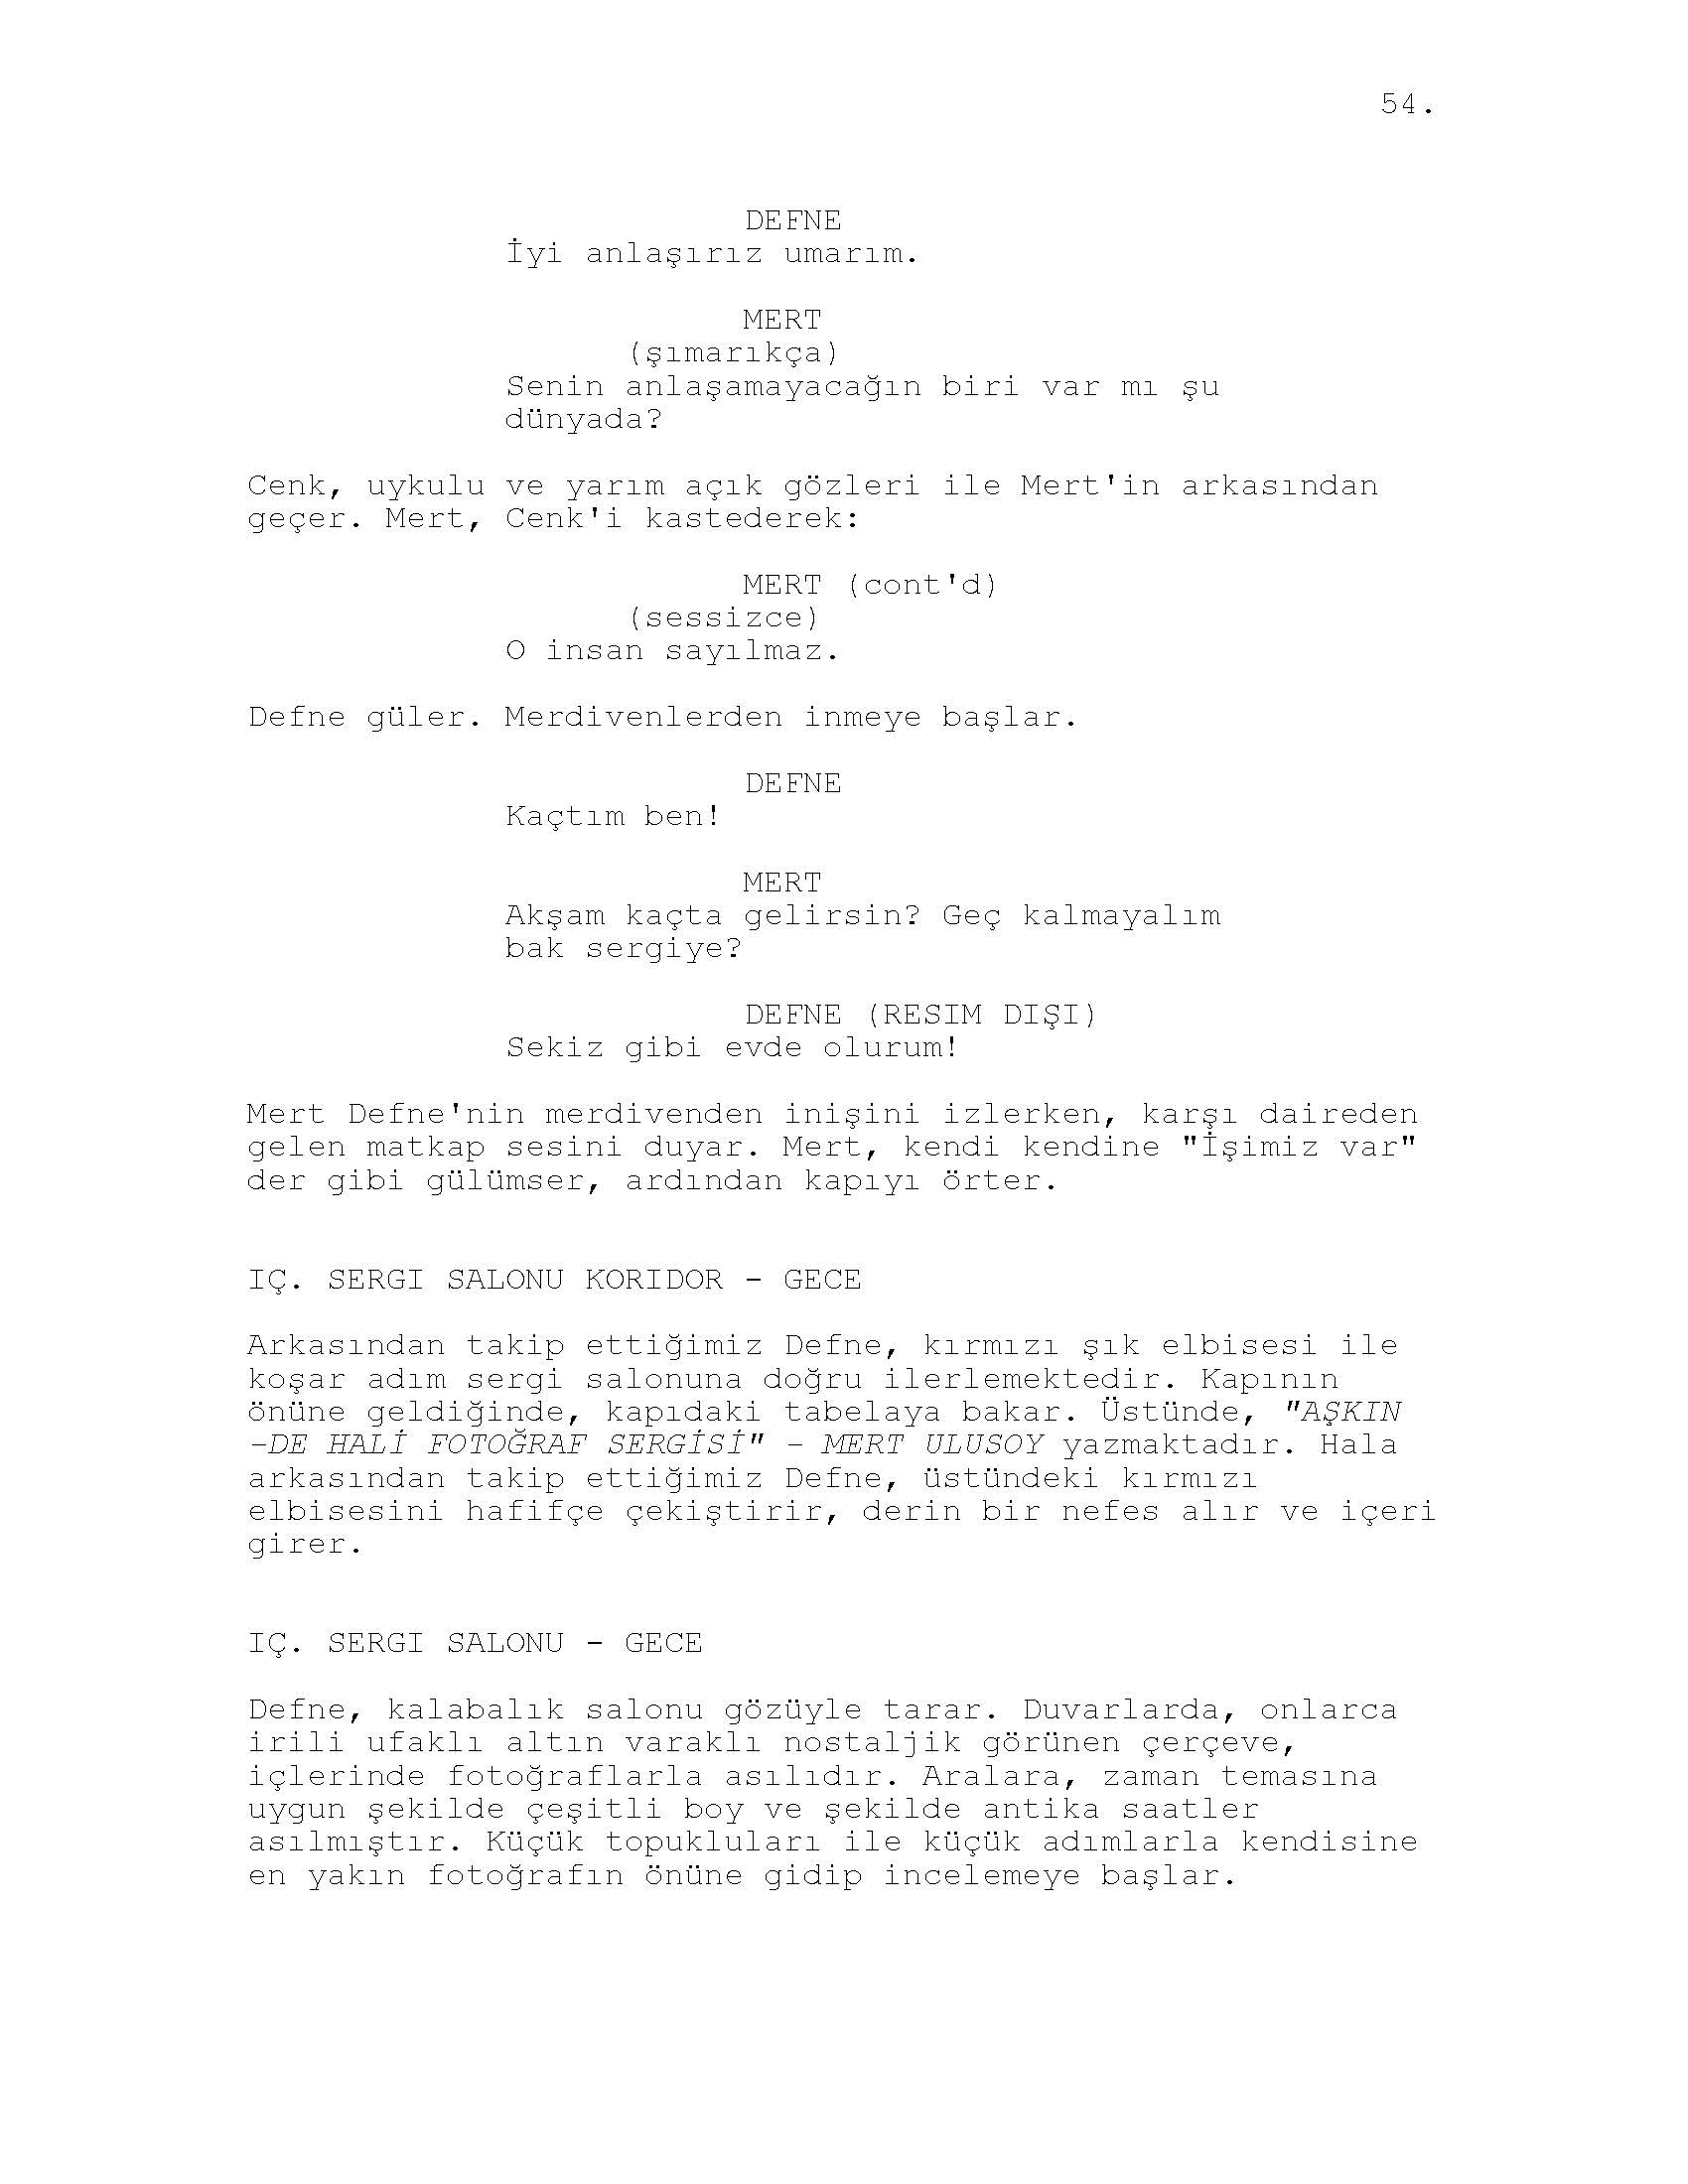 54.
DEFNE
İyi anlaşırız umarım.
MERT
(şımarıkça)
Senin anlaşamayacağın biri var mı şu
dünyada?
Cenk, uykulu ve yarım açık gözleri ile Mert'in arkasından
geçer. Mert, Cenk'i kastederek:
MERT (cont'd)
(sessizce)
O insan sayılmaz.
Defne güler. Merdivenlerden inmeye başlar.
DEFNE
Kaçtım ben!
MERT
Akşam kaçta gelirsin? Geç kalmayalım
bak sergiye?
DEFNE (RESIM DIŞI)
Sekiz gibi evde olurum!
Mert Defne'nin merdivenden inişini izlerken, karşı daireden
gelen matkap sesini duyar. Mert, kendi kendine "İşimiz var"
der gibi gülümser, ardından kapıyı örter.
IÇ. SERGI SALONU KORIDOR - GECE
Arkasından takip ettiğimiz Defne, kırmızı şık elbisesi ile
koşar adım sergi salonuna doğru ilerlemektedir. Kapının
önüne geldiğinde, kapıdaki tabelaya bakar. Üstünde, "AŞKIN
-DE HALİ FOTOĞRAF SERGİSİ" - MERT ULUSOY yazmaktadır. Hala
arkasından takip ettiğimiz Defne, üstündeki kırmızı
elbisesini hafifçe çekiştirir, derin bir nefes alır ve içeri
girer.
IÇ. SERGI SALONU - GECE
Defne, kalabalık salonu gözüyle tarar. Duvarlarda, onlarca
irili ufaklı altın varaklı nostaljik görünen çerçeve,
içlerinde fotoğraflarla asılıdır. Aralara, zaman temasına
uygun şekilde çeşitli boy ve şekilde antika saatler
asılmıştır. Küçük topukluları ile küçük adımlarla kendisine
en yakın fotoğrafın önüne gidip incelemeye başlar.